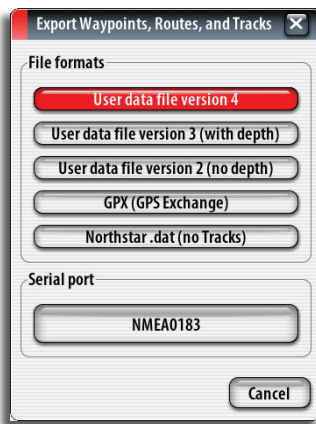 Export Waypoints, Routes, and Tracks
File formats
User data file version 4
User data file version 3 (with depth)
User data file version 2 (no depth)
GPX (GPS Exchange)
Northstar .dat (no Tracks)
Serial port
NMEA0183
Cancel